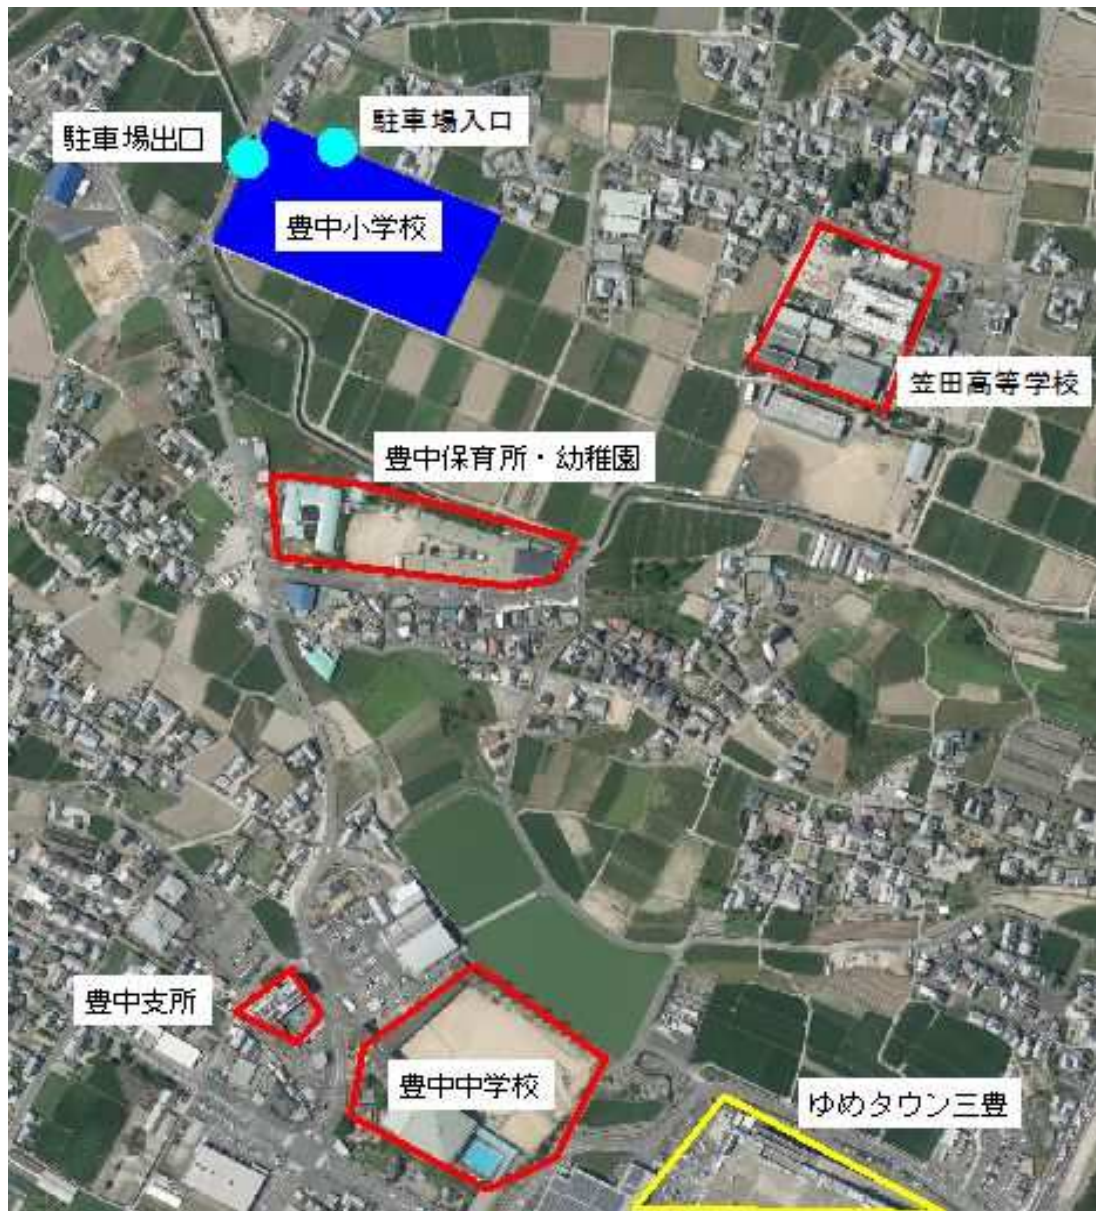 駐車場出口
駐車場入口
豊中小学校
笠田高等学校
豊中保育所・幼稚園
豊中支所
豊中中学校
ゆめタウン三豊